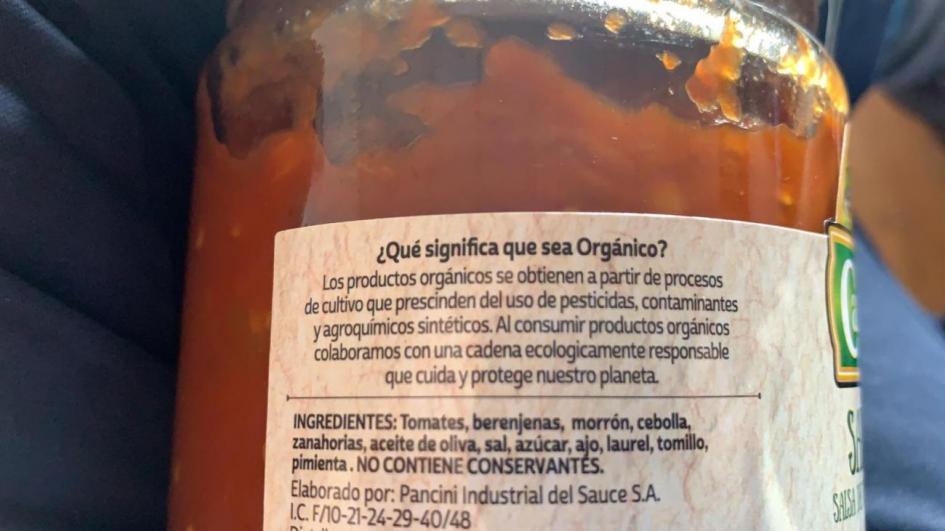 ¿Qué significa que sea Orgánico?
Los productos orgánicos se obtienen a partir de procesos
de cultivo que prescinden del uso de pesticidas, contaminantes
y agroquímicos sintéticos. Al consumir productos orgánicos
colaboramos con una cadena ecologicamente responsable
que cuida y protege nuestro planeta.
INGREDIENTES: Tomates, berenjenas, morrón, cebolla,
zanahorias, aceite de oliva, sal, azúcar, ajo, laurel, tomillo,
pimienta. NO CONTIENE CONSERVANTES.
Elaborado por: Pancini Industrial del Sauce S.A.
I.C. F/10-21-24-29-40/48
SALSA